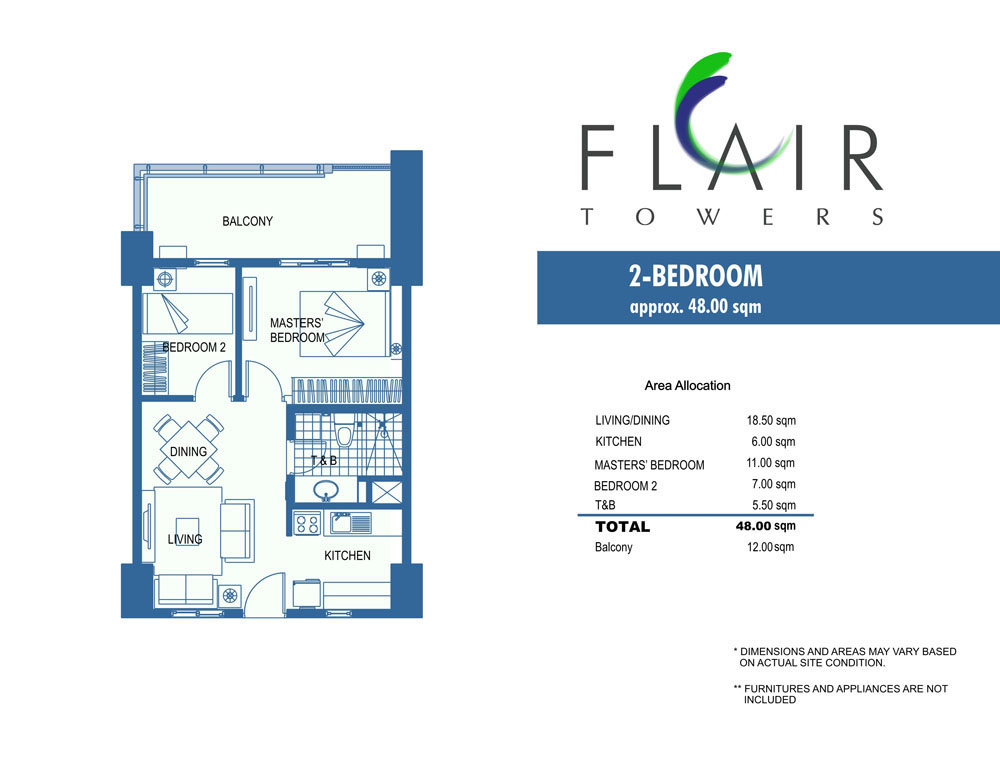 FLAIR
TOWERS
2-BEDROOM
approx. 48.00 sqm
Area Allocation
LIVING/DINING 18.50 sqm
KITCHEN 6.00 sqm
MASTERS' BEDROOM 11.00 sqm
BEDROOM 2 7.00 sqm
T&B 5.50 sqm
TOTAL 48.00 sqm
Balcony 12.00sqm
* DIMENSIONS AND AREAS MAY VARY BASED
ON ACTUAL SITE CONDITION.
** FURNITURES AND APPLIANCES ARE NOT
INCLUDED
BALCONY
MASTERS'
BEDROOM
BEDROOM 2
DINING
T & B
LIVING
KITCHEN